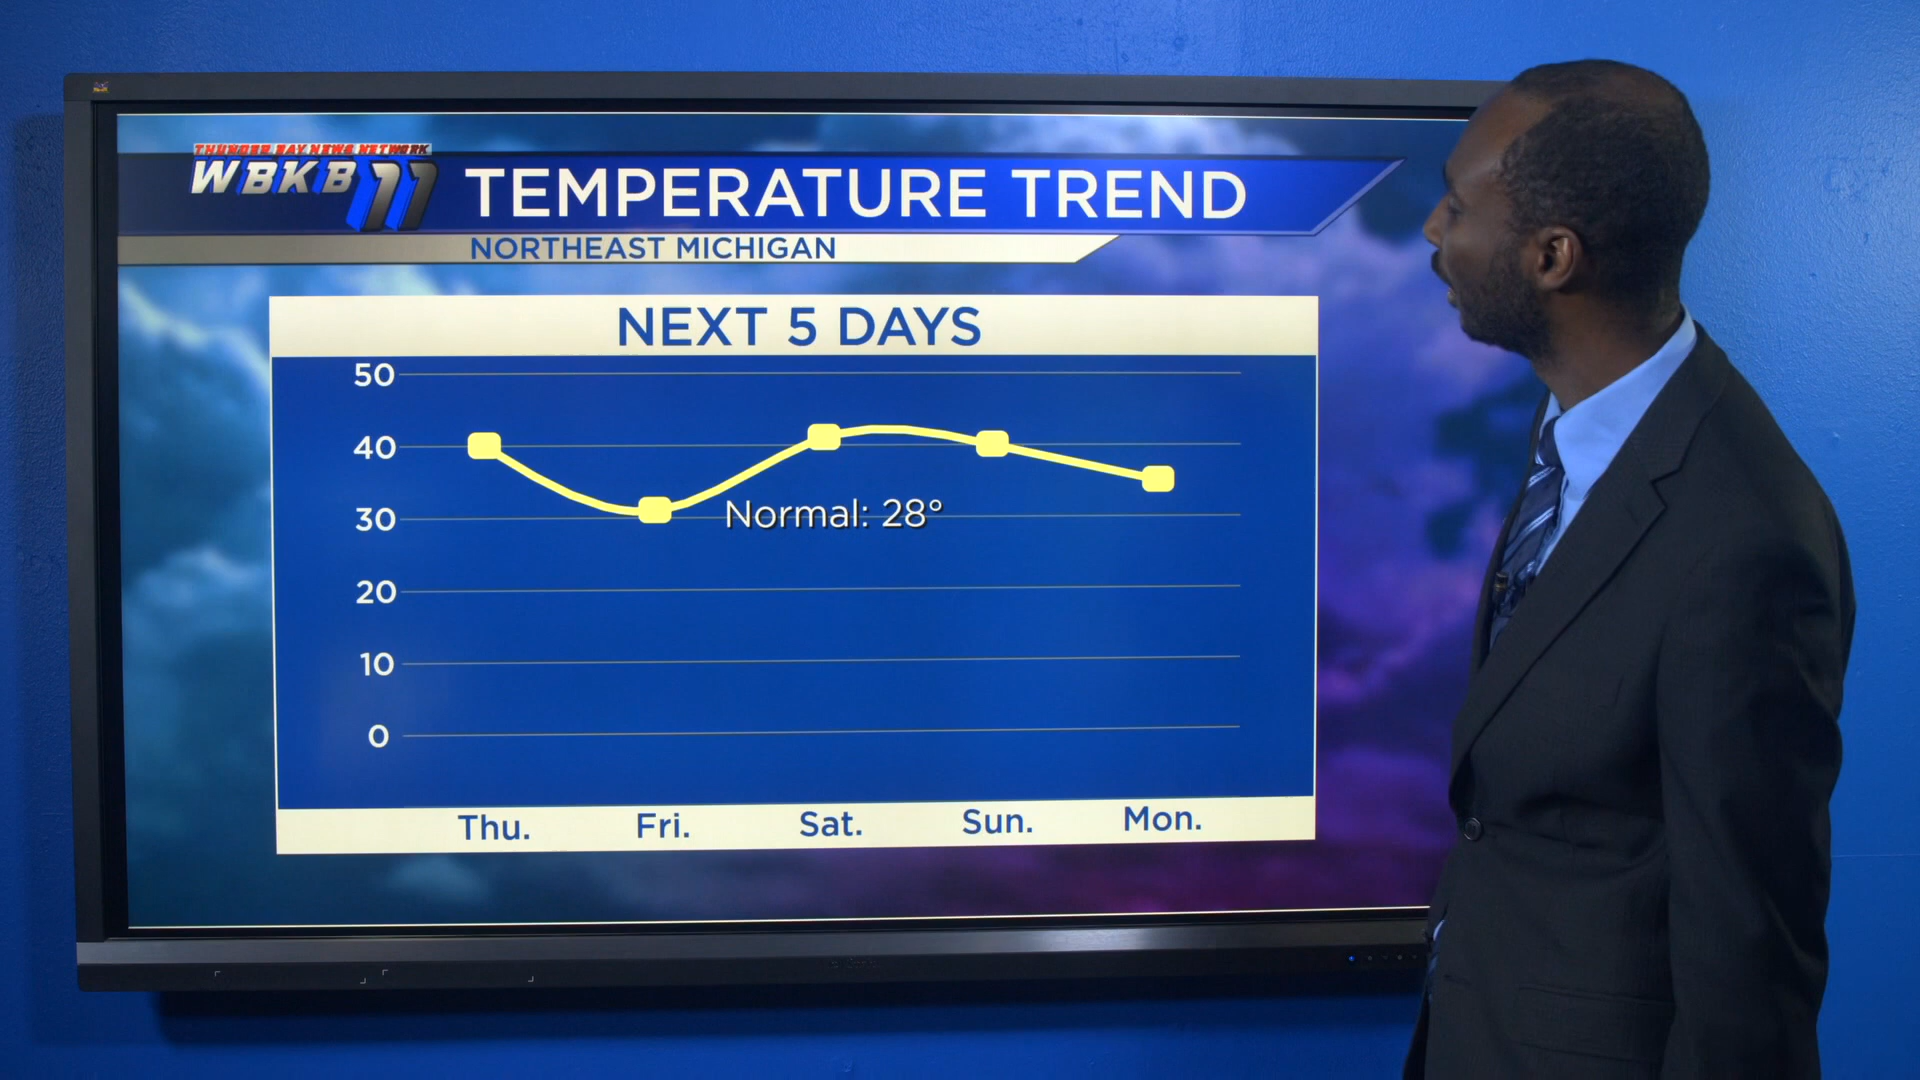 THUNDER BAY NEWS NETWORK
WBKB 11
TEMPERATURE TREND
NORTHEAST MICHIGAN
NEXT 5 DAYS
50
40
30
20
10
0
Normal: 28°
Thu. Fri. Sat. Sun. Mon.